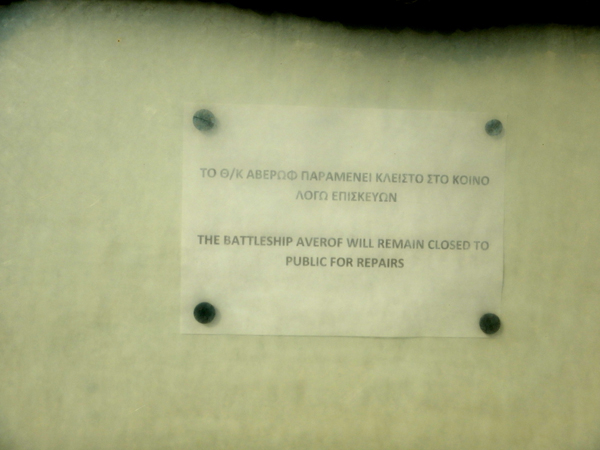 ΤΟ Θ/Κ ΑΒΕΡΩΦ ΠΑΡΑΜΕΝΕΙ ΚΛΕΙΣΤΟ ΣΤΟ ΚΟΙΝΟ
ΛΟΓΩ ΕΠΙΣΚΕΥΩΝ
THE BATTLESHIP AVEROF WILL REMAIN CLOSED TO
PUBLIC FOR REPAIRS